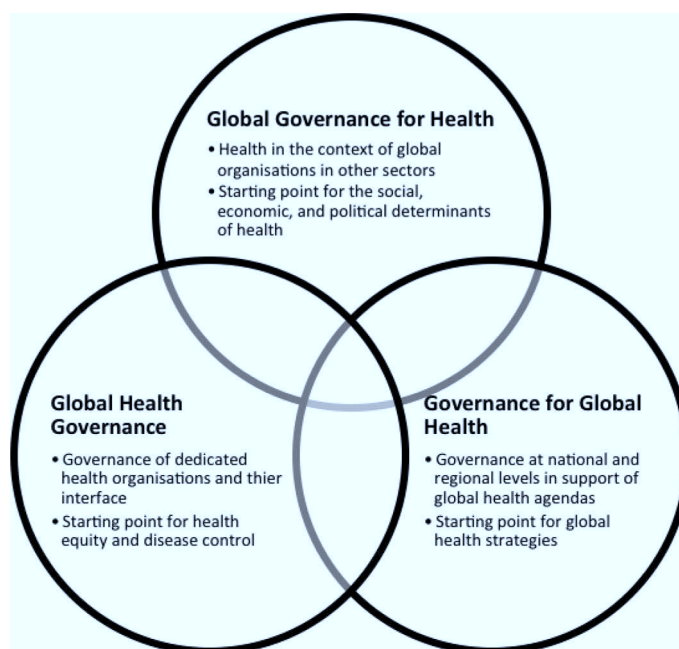 Global Governance for Health
• Health in the context of global
organisations in other sectors
• Starting point for the social,
economic, and political determinants
of health
Global Health
Governance
• Governance of dedicated
health organisations and thier
interface
• Starting point for health
equity and disease control
Governance for Global
Health
• Governance at national and
regional levels in support of
global health agendas
• Starting point for global
health strategies